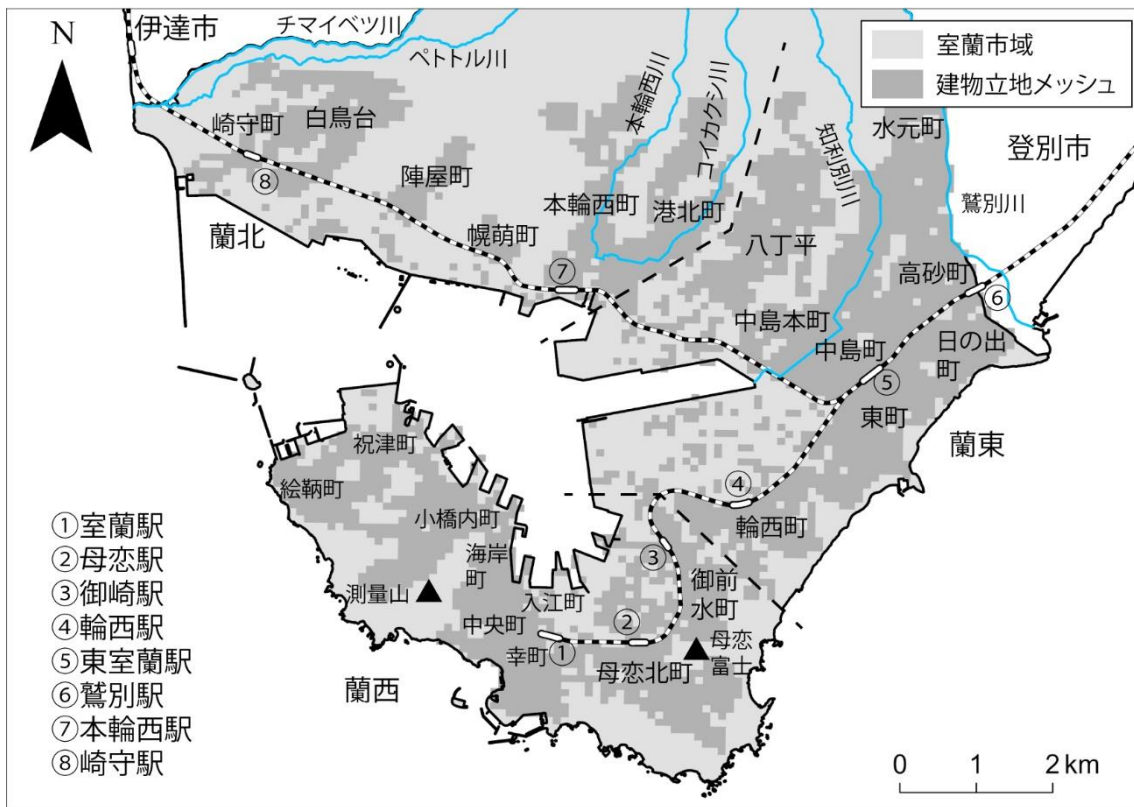 N
伊達市
チマイベツ川
ペトトル川
室蘭市域
建物立地メッシュ
崎守町
白鳥台
本輪西川
コイカクシ川
知利別川
水元町
登別市
陣屋町
⑧
本輪西町
港北町
鷲別川
蘭北
幌萌町
⑦
八丁平
高砂町
⑥
中島本町
中島町
日の出
町
⑤
東町
蘭東
祝津町
絵鞆町
④
輪西町
小橋内町
海岸
町
③
御前
水町
測量山
入江町
中央町
②
母恋
富士
幸町
①
母恋北町
蘭西
①室蘭駅
②母恋駅
③御崎駅
④輪西駅
⑤東室蘭駅
⑥鷲別駅
⑦本輪西駅
⑧崎守駅
0 1 2 km